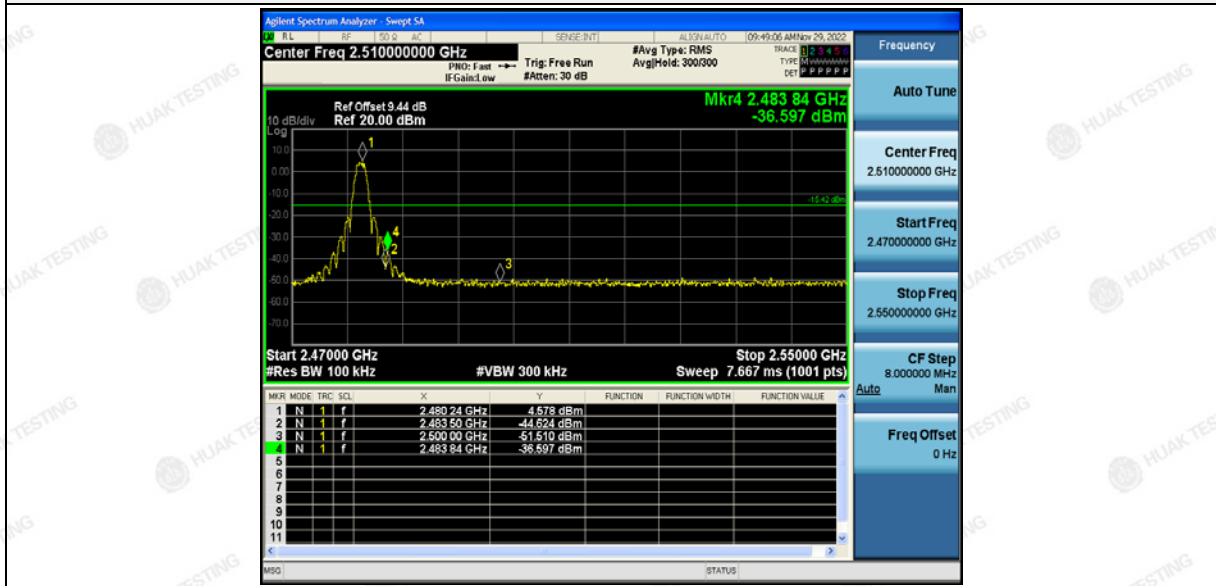 Agilent Spectrum Analyzer - Swept SA
RL RF 50 Ω AC SENSE:INT ALIGN AUTO 09:49:06 AM Nov 29, 2022
Center Freq 2.510000000 GHz
PNO: Fast
IFGain:Low
Trig: Free Run
#Atten: 30 dB
#Avg Type: RMS
Avg|Hold: 300/300
TRACE 1 2 3 4 5 6
TYPE M
DET P P P P P P
Mkr4 2.483 84 GHz
-36.597 dBm
Ref Offset 9.44 dB
10 dB/div Ref 20.00 dBm
Log
10.0
0.00
-10.0
-20.0
-30.0
-40.0
-50.0
-60.0
-70.0
-15.42 dBm
1
4
2
3
Start 2.47000 GHz Stop 2.55000 GHz
#Res BW 100 kHz #VBW 300 kHz Sweep 7.667 ms (1001 pts)
MKR MODE TRC SCL X Y FUNCTION FUNCTION WIDTH FUNCTION VALUE
1 N 1 f 2.480 24 GHz 4.578 dBm
2 N 1 f 2.483 50 GHz -44.624 dBm
3 N 1 f 2.500 00 GHz -51.510 dBm
4 N 1 f 2.483 84 GHz -36.597 dBm
5
6
7
8
9
10
11
MSG STATUS
Frequency
Auto Tune
Center Freq
2.510000000 GHz
Start Freq
2.470000000 GHz
Stop Freq
2.550000000 GHz
CF Step
8.000000 MHz
Auto Man
Freq Offset
0 Hz
HUAK TESTING
HUAK TESTING
HUAK TESTING
HUAK TESTING
HUAK TESTING
HUAK TESTING